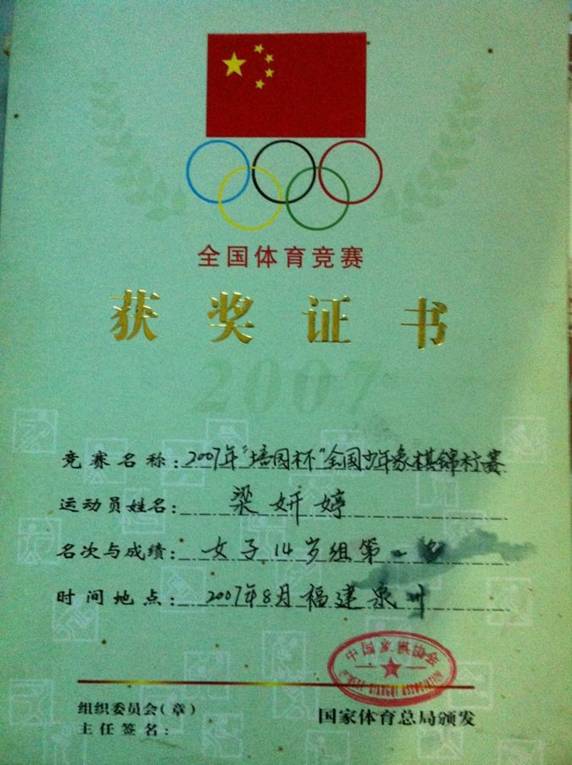 全国体育竞赛
获奖证书
2007
竞赛名称:2007年"培园杯"全国少年象棋锦标赛
运动员姓名:梁妍婷
名次与成绩:女子14岁组第一名
时间地点:2007年8月福建泉州
中国象棋协会
XIANGQI ASSOCIATION
组织委员会(章)
主任签名:
国家体育总局颁发